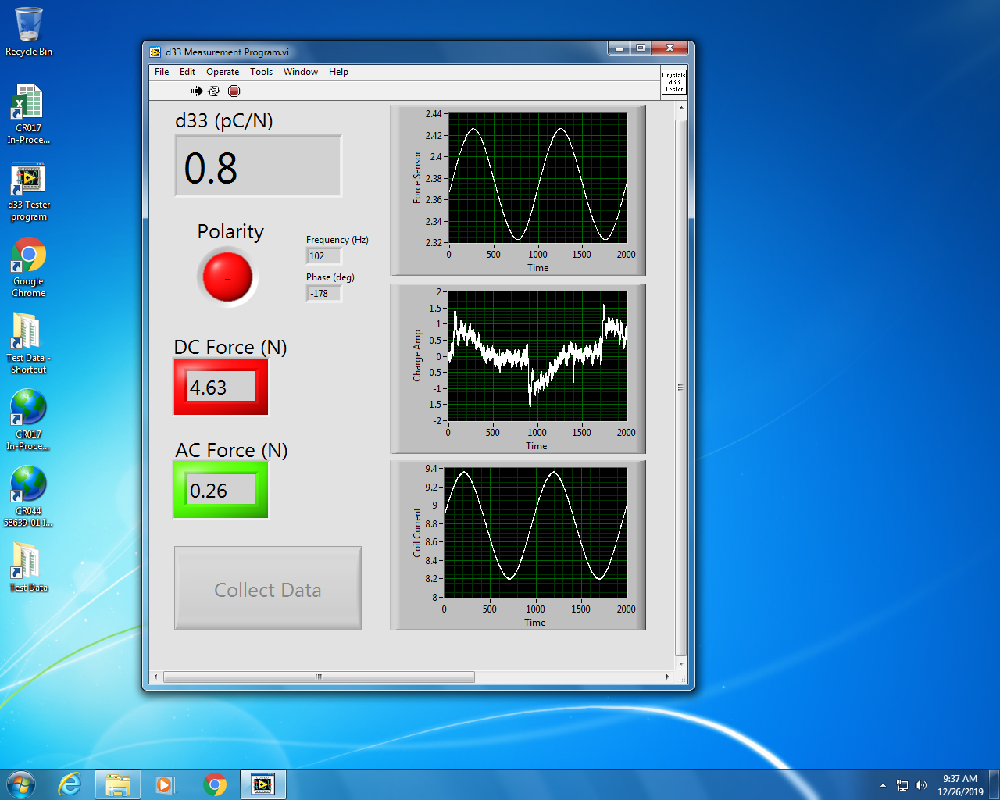 Recycle Bin
CR017
In-Proce...
d33 Tester
program
Google
Chrome
Test Data -
Shortcut
CR017
In-Proce...
CR044
58639-01 I...
Test Data
d33 Measurement Program.vi
File Edit Operate Tools Window Help
Crystals
d33
Tester
d33 (pC/N)
0.8
Polarity
_
Frequency (Hz)
102
Phase (deg)
-178
DC Force (N)
4.63
AC Force (N)
0.26
Collect Data
Force Sensor
2.44
2.42
2.4
2.38
2.36
2.34
2.32
0 500 1000 1500 2000
Time
Charge Amp
2
1.5
1
0.5
0
-0.5
-1
-1.5
-2
0 500 1000 1500 2000
Time
Coil Current
9.4
9.2
9
8.8
8.6
8.4
8.2
8
0 500 1000 1500 2000
Time
9:37 AM
12/26/2019